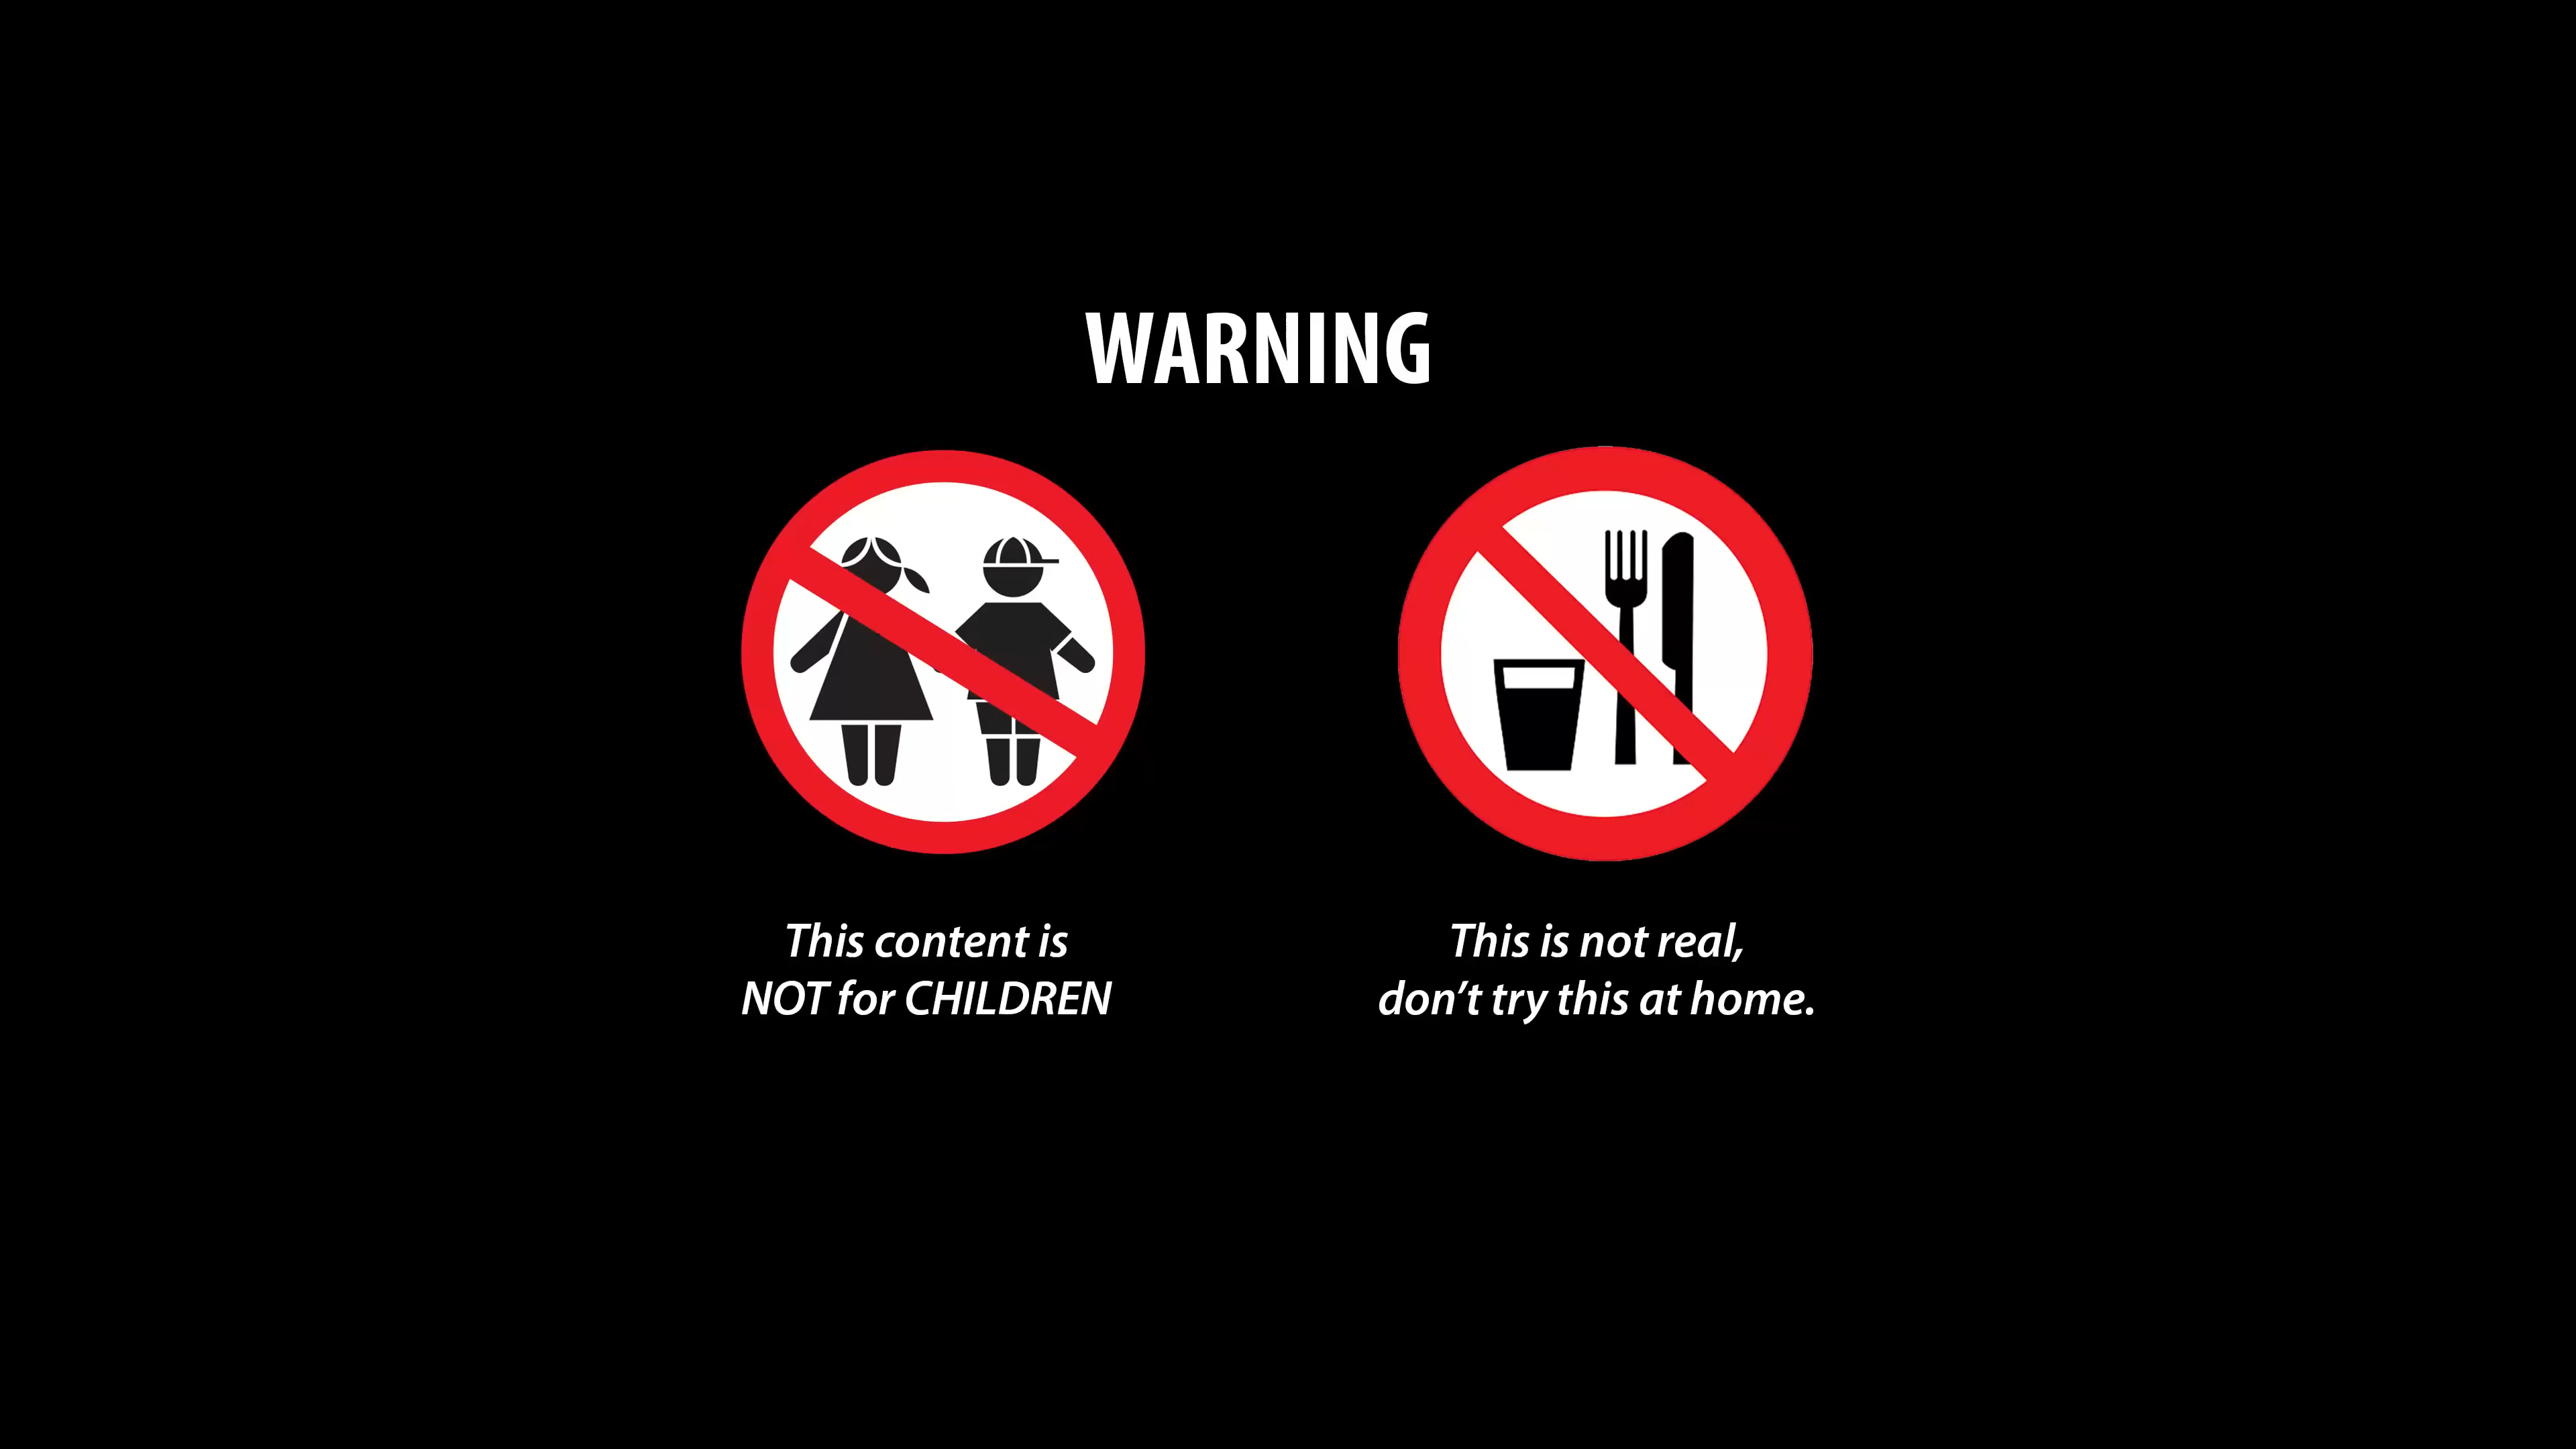 WARNING
This content is
NOT for CHILDREN
This is not real,
don’t try this at home.